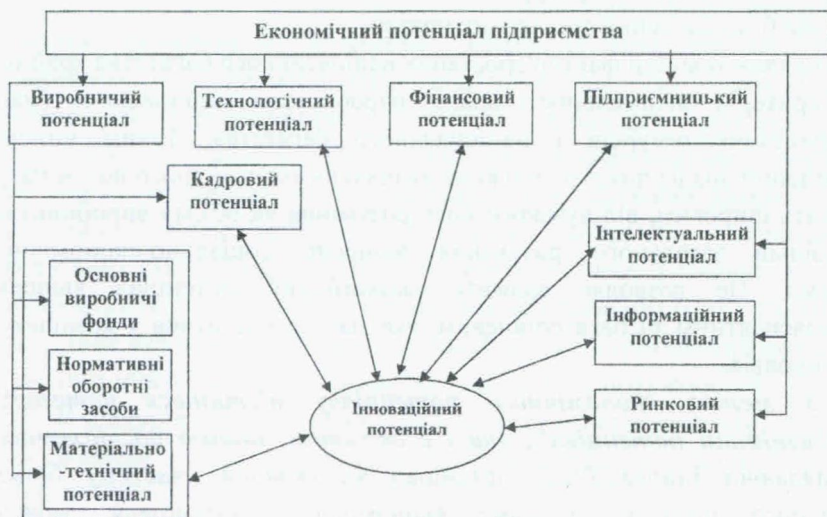 Економічний потенціал підприємства
Виробничий
потенціал
Технологічний
потенціал
Фінансовий
потенціал
Підприємницький
потенціал
Кадровий
потенціал
Інтелектуальний
потенціал
Основні
виробничі
фонди
Інформаційний
потенціал
Нормативні
оборотні
засоби
Інноваційний
потенціал
Ринковий
потенціал
Матеріально
-технічний
потенціал